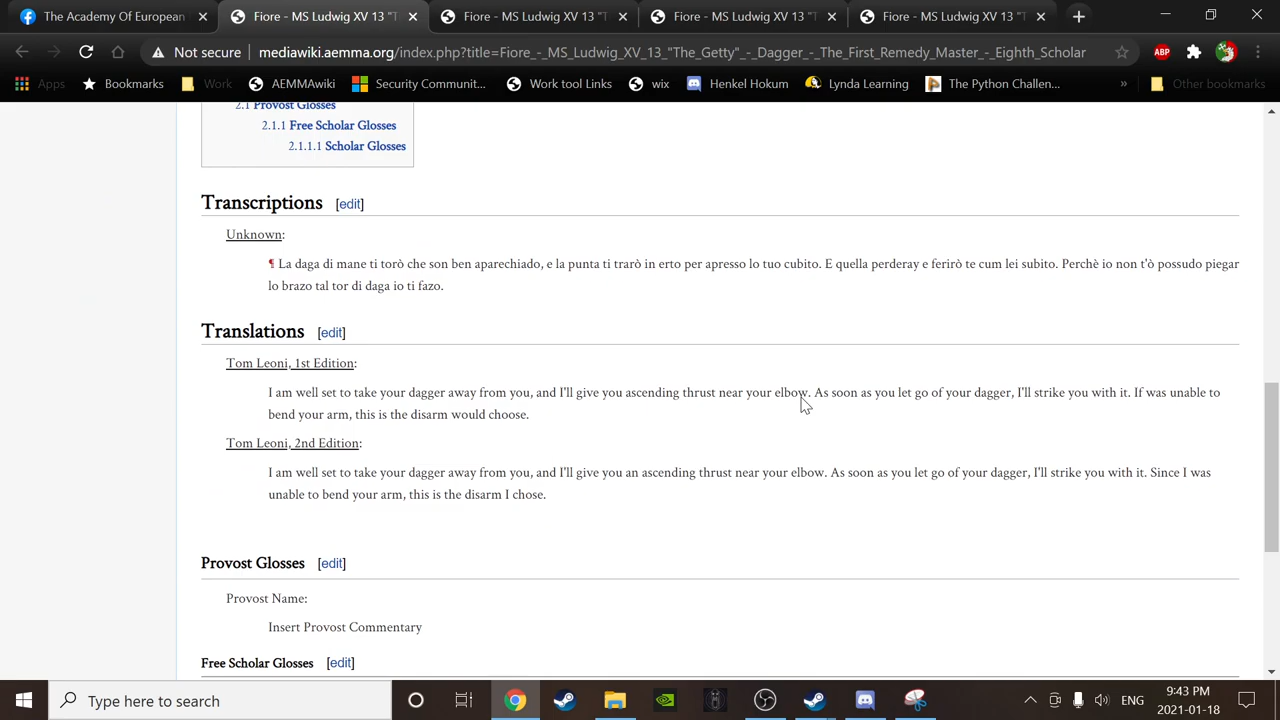 The Academy Of European
Fiore - MS Ludwig XV 13 "T
Fiore - MS Ludwig XV 13 "T
Fiore - MS Ludwig XV 13 "T
Fiore - MS Ludwig XV 13 "T
Not secure
mediawiki.aemma.org/index.php?title=Fiore_-_MS_Ludwig_XV_13_"The_Getty"_-_Dagger_-_The_First_Remedy_Master_-_Eighth_Scholar
ABP
Apps
Bookmarks
Work
AEMMAwiki
Security Communit...
Work tool Links
wix
Henkel Hokum
Lynda Learning
The Python Challen...
»
Other bookmarks
2.1 Provost Glosses
2.1.1 Free Scholar Glosses
2.1.1.1 Scholar Glosses
Transcriptions [edit]
Unknown:
¶ La daga di mane ti torò che son ben aparechiado, e la punta ti trarò in erto per apresso lo tuo cubito. E quella perderay e ferirò te cum lei subito. Perchè io non t'ò possudo piegar
lo brazo tal tor di daga io ti fazo.
Translations [edit]
Tom Leoni, 1st Edition:
I am well set to take your dagger away from you, and I'll give you ascending thrust near your elbow. As soon as you let go of your dagger, I'll strike you with it. If was unable to
bend your arm, this is the disarm would choose.
Tom Leoni, 2nd Edition:
I am well set to take your dagger away from you, and I'll give you an ascending thrust near your elbow. As soon as you let go of your dagger, I'll strike you with it. Since I was
unable to bend your arm, this is the disarm I chose.
Provost Glosses [edit]
Provost Name:
Insert Provost Commentary
Free Scholar Glosses [edit]
Type here to search
ENG
9:43 PM
2021-01-18